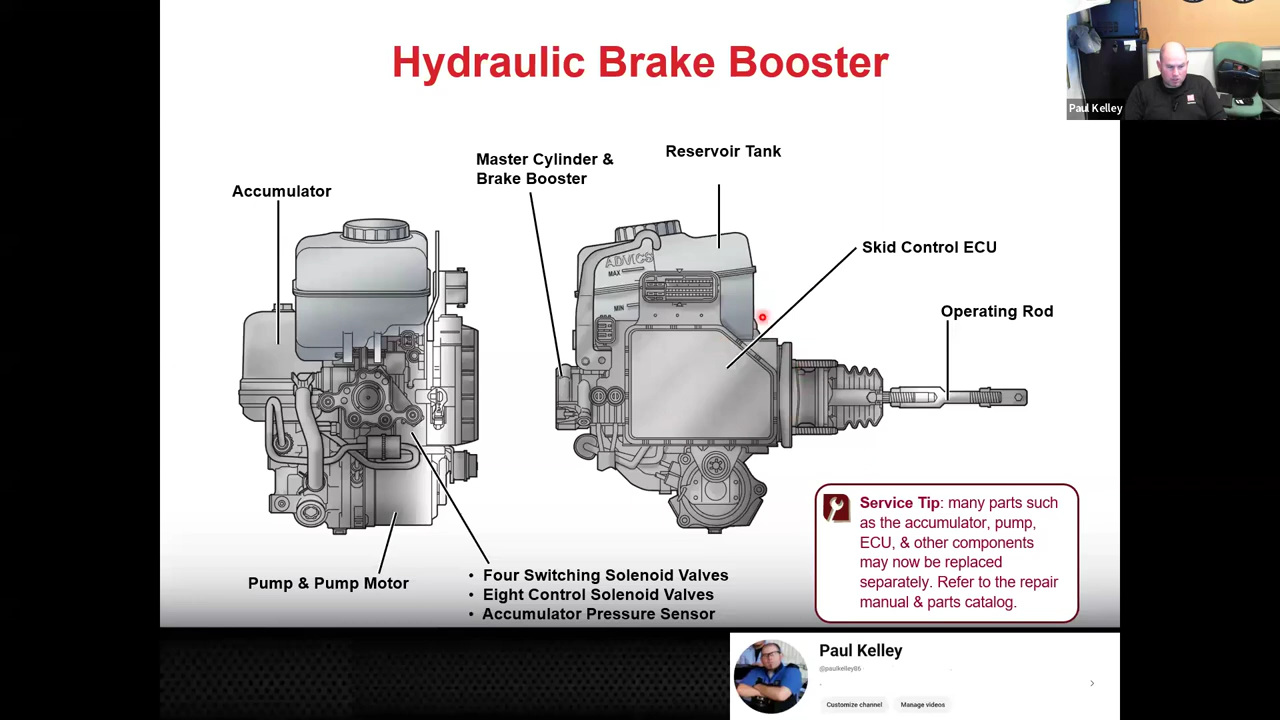 Hydraulic Brake Booster
Paul Kelley
Master Cylinder &
Brake Booster
Reservoir Tank
Accumulator
Skid Control ECU
ADVICS
MAX
MIN
Operating Rod
Service Tip: many parts such
as the accumulator, pump,
ECU, & other components
may now be replaced
separately. Refer to the repair
manual & parts catalog.
Pump & Pump Motor
• Four Switching Solenoid Valves
• Eight Control Solenoid Valves
• Accumulator Pressure Sensor
Paul Kelley
@paulkelley86
Customize channel
Manage videos